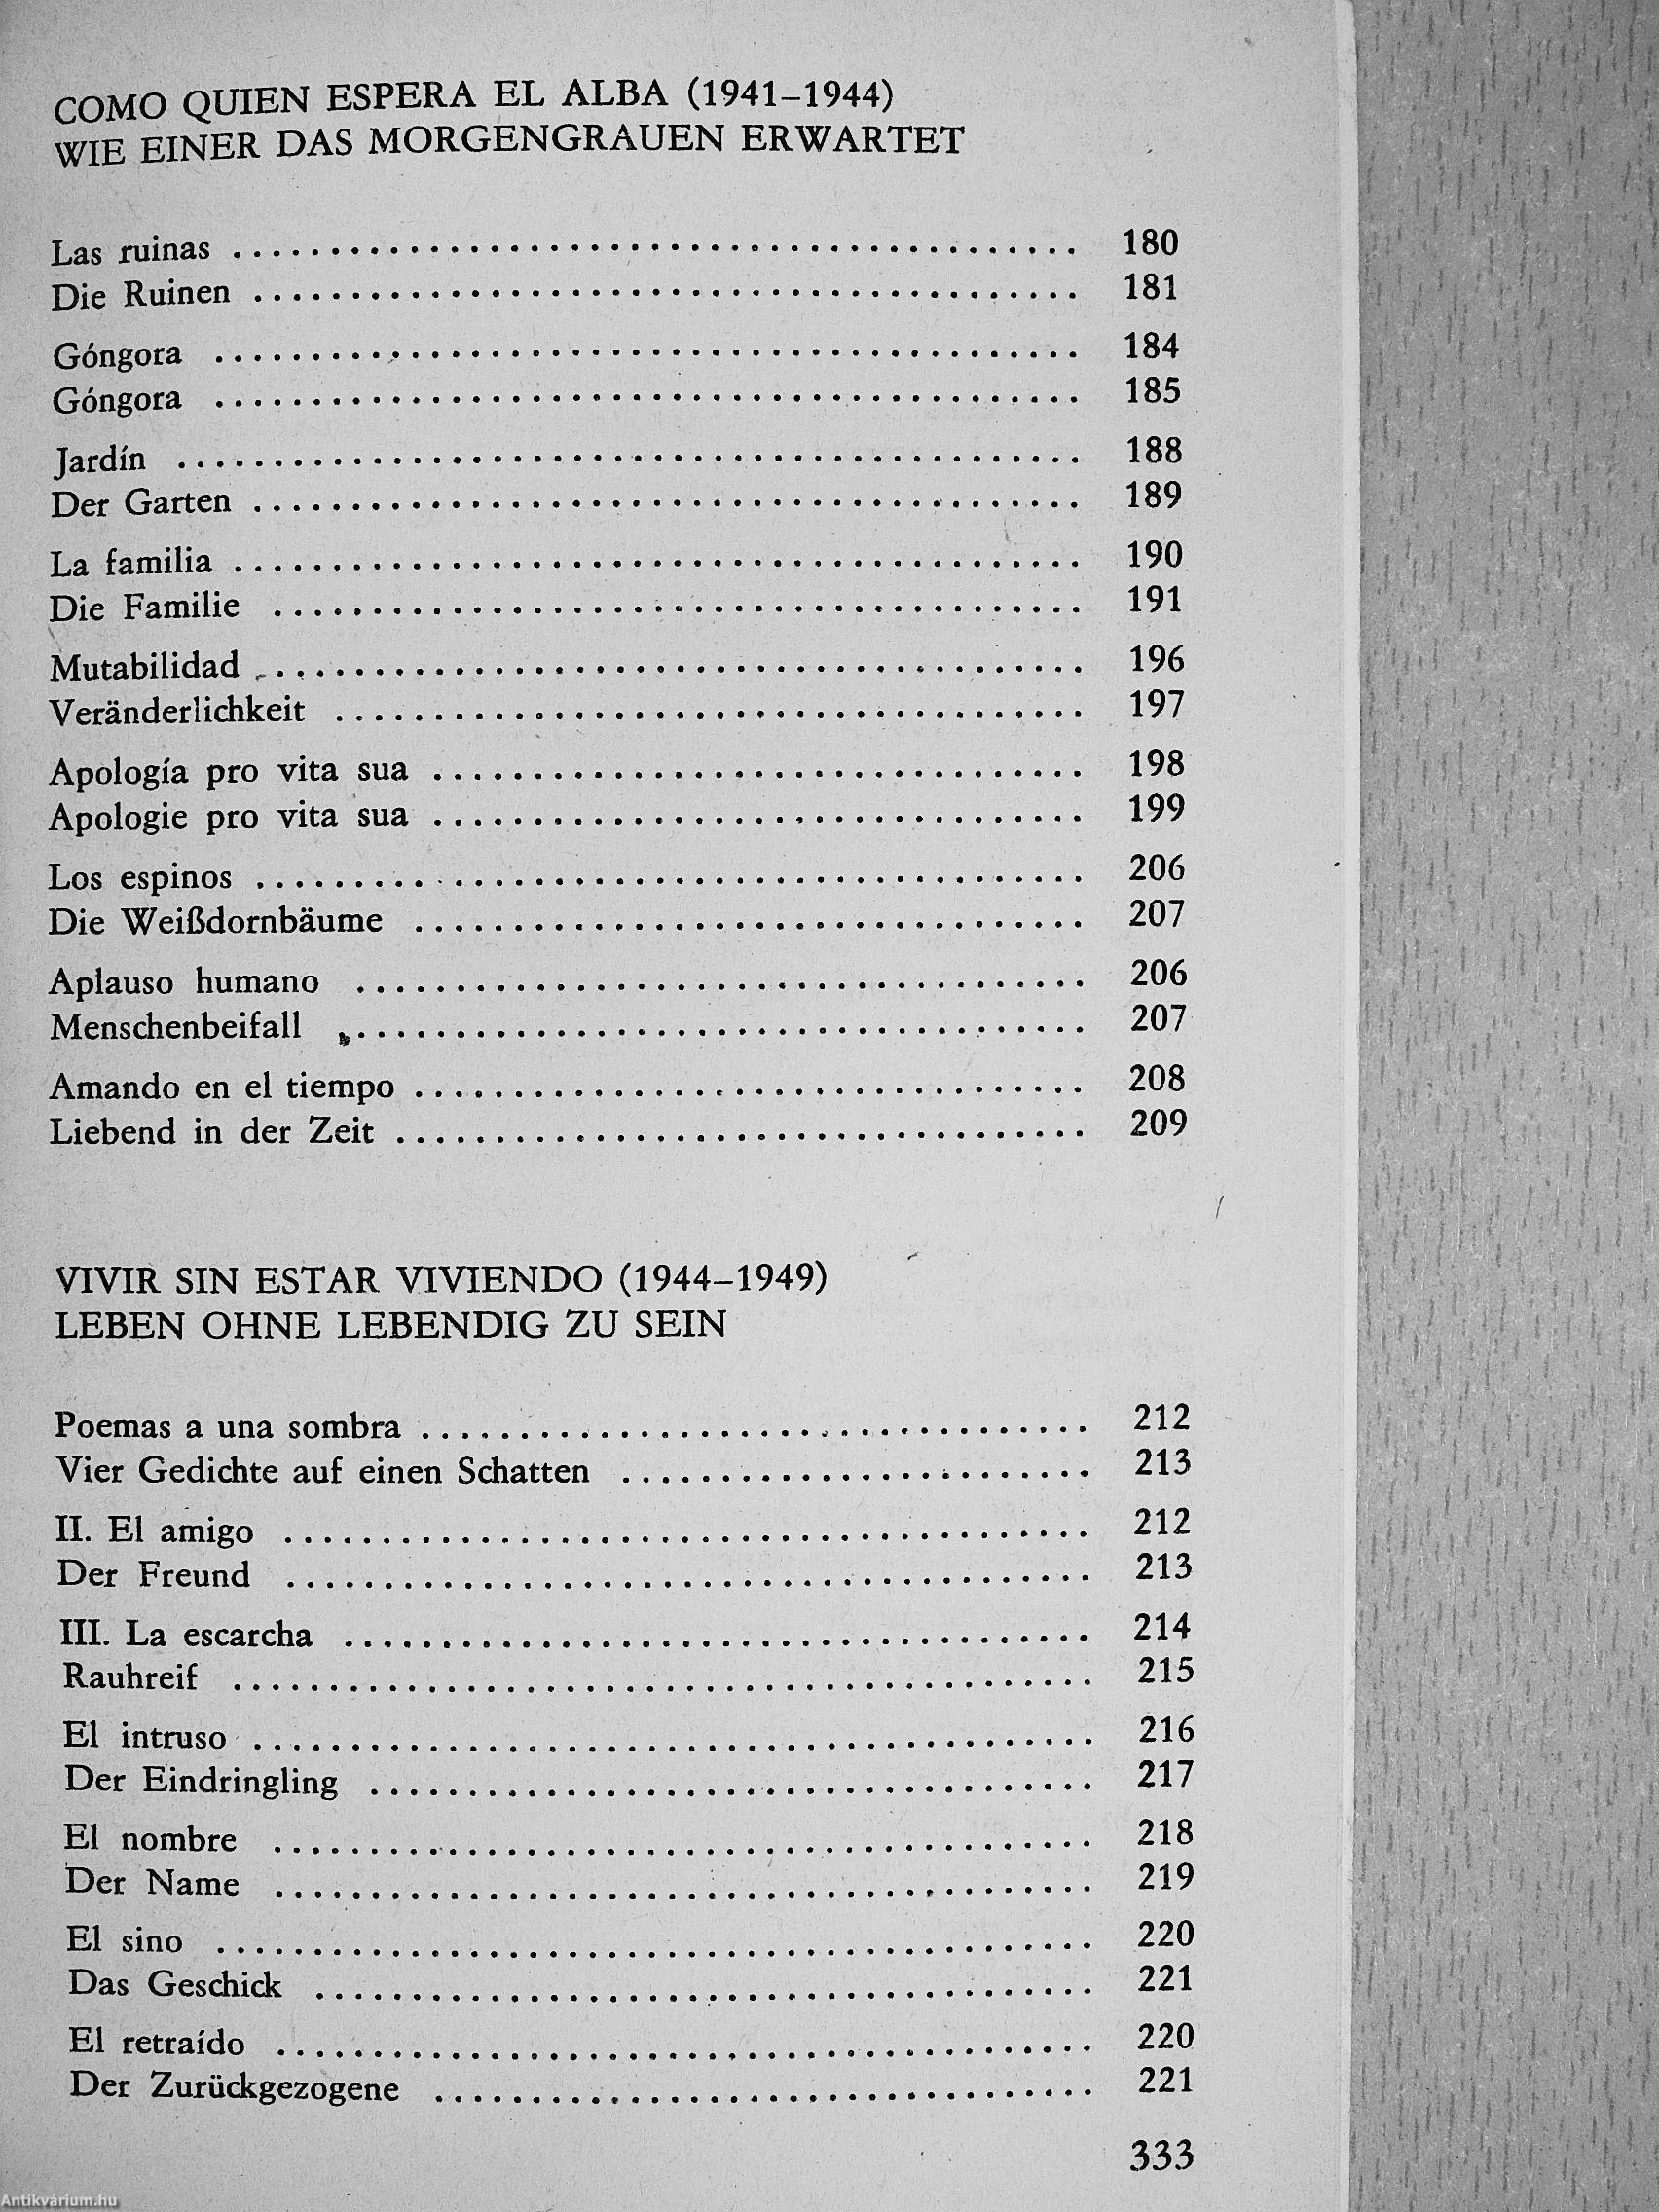 COMO QUIEN ESPERA EL ALBA (1941–1944)
WIE EINER DAS MORGENGRAUEN ERWARTET
Las ruinas ........................................... 180
Die Ruinen .......................................... 181
Góngora ............................................ 184
Góngora ............................................ 185
Jardín .............................................. 188
Der Garten .......................................... 189
La familia ........................................... 190
Die Familie ......................................... 191
Mutabilidad .......................................... 196
Veränderlichkeit ...................................... 197
Apología pro vita sua ................................. 198
Apologie pro vita sua ................................. 199
Los espinos .......................................... 206
Die Weißdornbäume .................................. 207
Aplauso humano ..................................... 206
Menschenbeifall ...................................... 207
Amando en el tiempo .................................. 208
Liebend in der Zeit ................................... 209
VIVIR SIN ESTAR VIVIENDO (1944–1949)
LEBEN OHNE LEBENDIG ZU SEIN
Poemas a una sombra .................................. 212
Vier Gedichte auf einen Schatten ........................ 213
II. El amigo ......................................... 212
Der Freund ......................................... 213
III. La escarcha ...................................... 214
Rauhreif ............................................ 215
El intruso ........................................... 216
Der Eindringling ..................................... 217
El nombre .......................................... 218
Der Name .......................................... 219
El sino ............................................. 220
Das Geschick ........................................ 221
El retraído .......................................... 220
Der Zurückgezogene .................................. 221
333
Antikvárium.hu